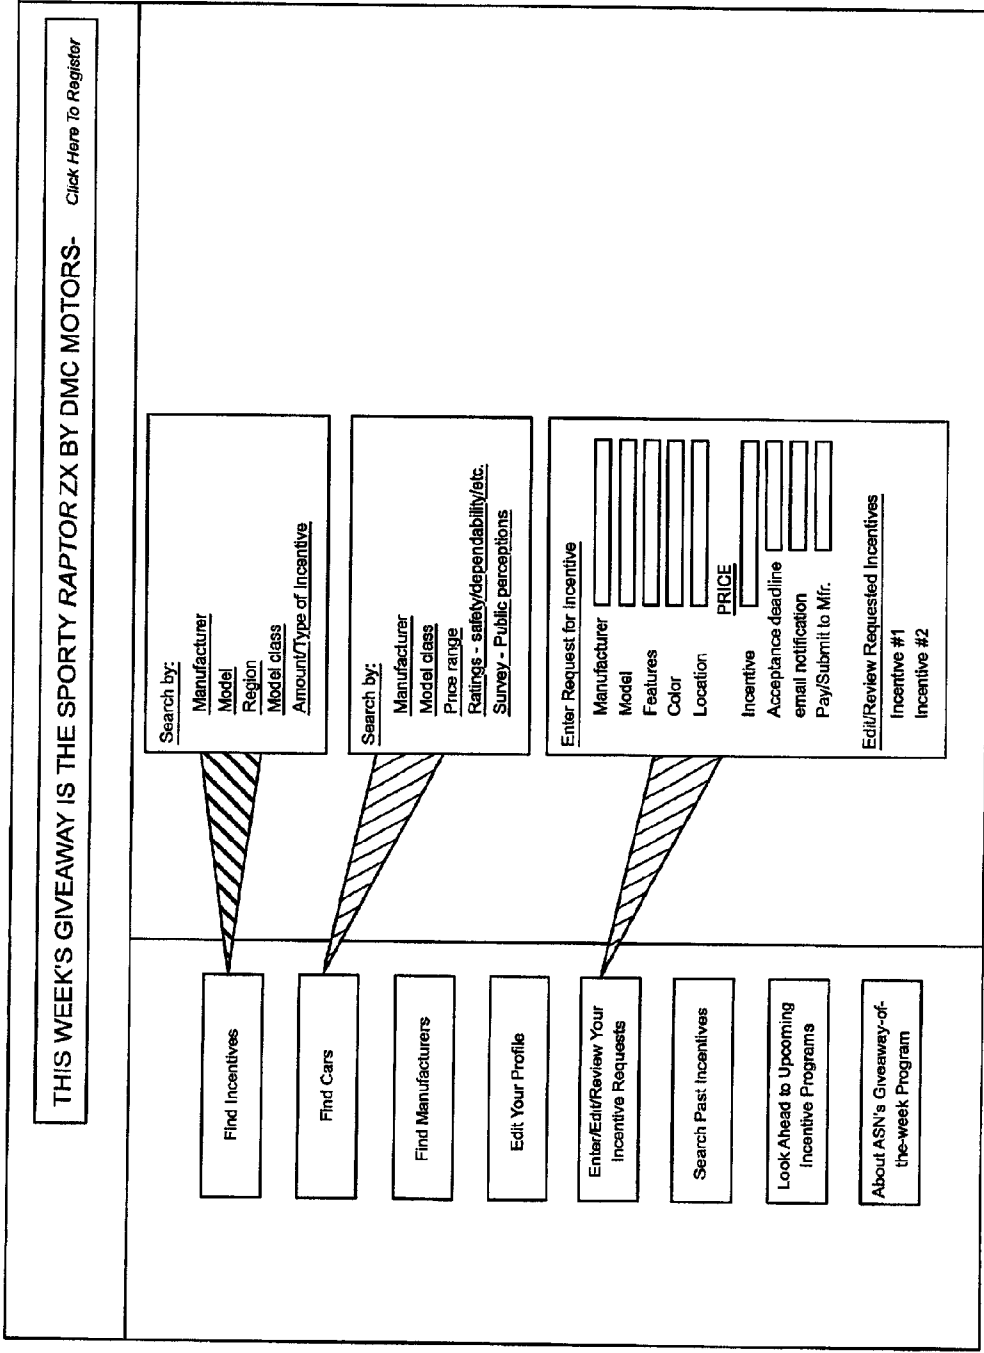 THIS WEEK'S GIVEAWAY IS THE SPORTY RAPTOR ZX BY DMC MOTORS- Click Here To Register
Find Incentives
Find Cars
Find Manufacturers
Edit Your Profile
Enter/Edit/Review Your
Incentive Requests
Search Past Incentives
Look Ahead to Upcoming
Incentive Programs
About ASN's Giveaway-of-
the-week Program
Search by:
Manufacturer
Model
Region
Model class
Amount/Type of Incentive
Search by:
Manufacturer
Model class
Price range
Ratings - safety/dependability/etc.
Survey - Public perceptions
Enter Request for Incentive
Manufacturer
Model
Features
Color
Location
PRICE
Incentive
Acceptance deadline
email notification
Pay/Submit to Mfr.
Edit/Review Requested Incentives
Incentive #1
Incentive #2